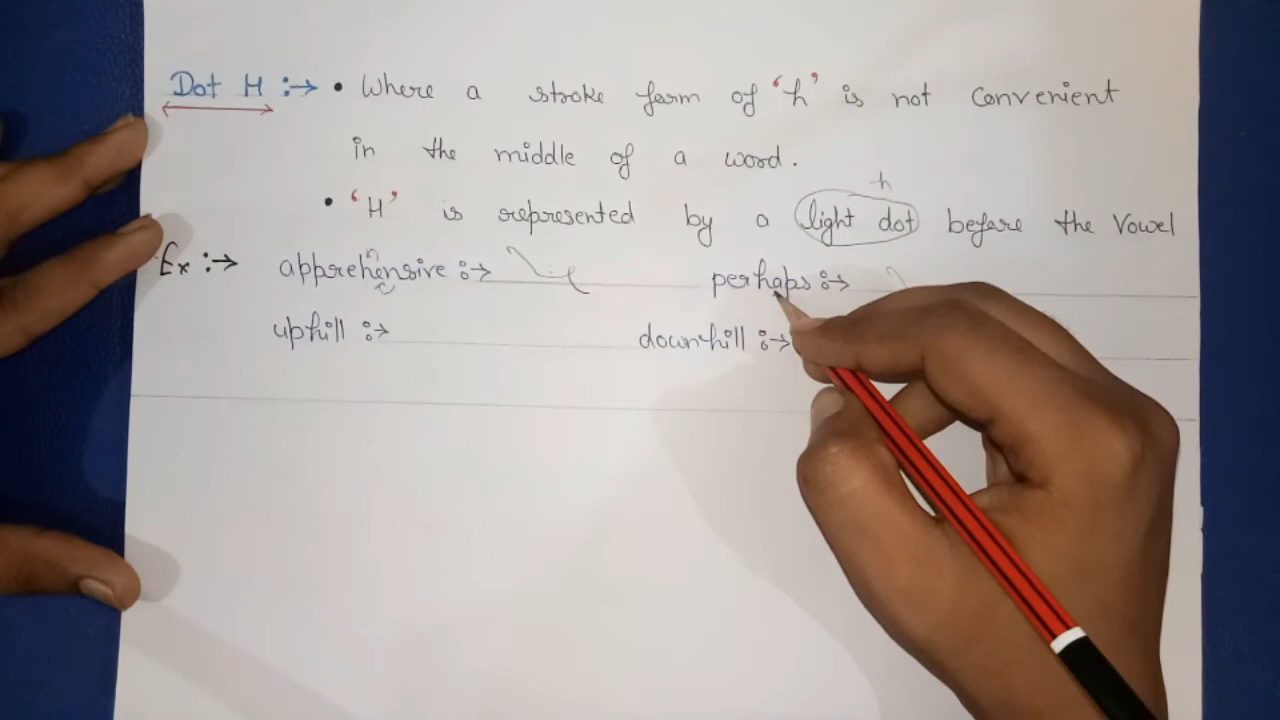 Dot H :→ • Where a stroke form of 'h' is not convenient
in the middle of a word.
h
• 'H' is represented by a light dot before the Vowel
Ex :→ apprehensive :→ perhaps :→
uphill :→ downhill :→